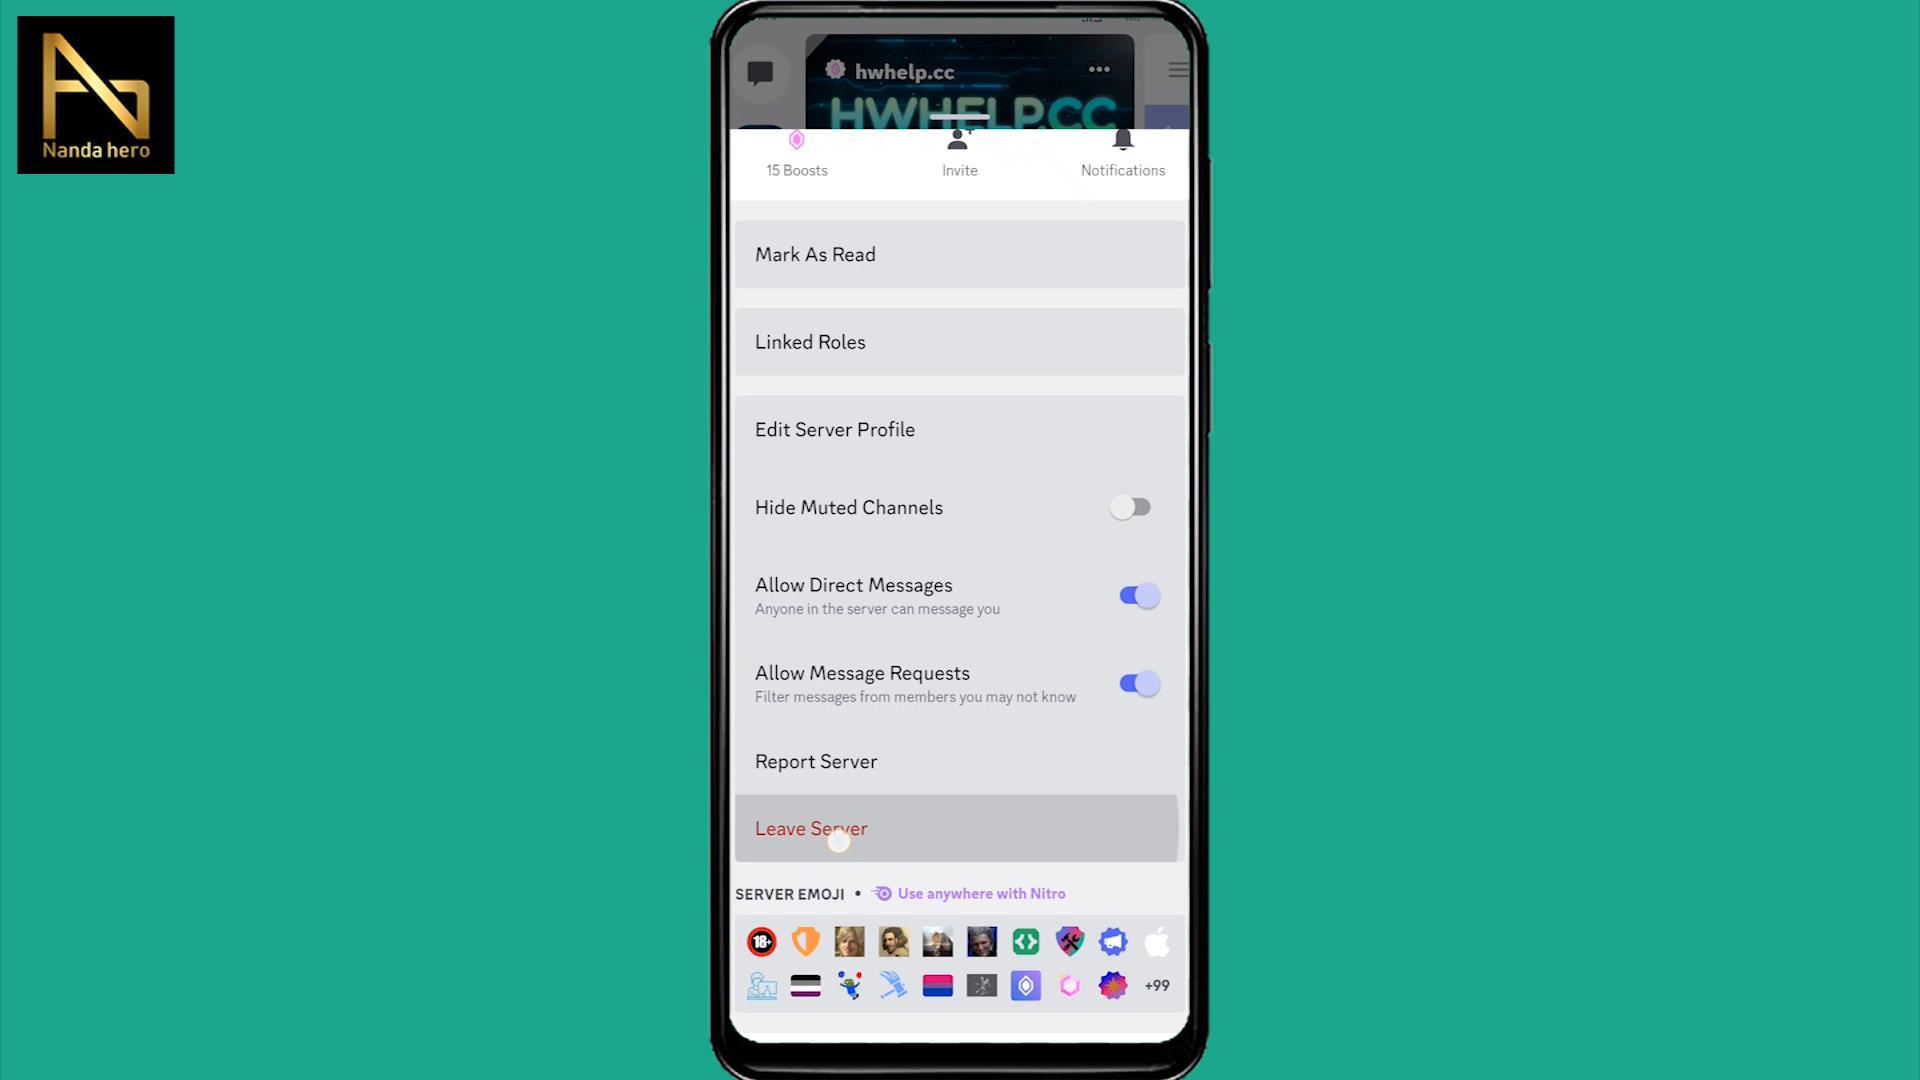 Nanda hero
hwhelp.cc
HWHELP.CC
15 Boosts
Invite
Notifications
Mark As Read
Linked Roles
Edit Server Profile
Hide Muted Channels
Allow Direct Messages
Anyone in the server can message you
Allow Message Requests
Filter messages from members you may not know
Report Server
Leave Server
SERVER EMOJI • Use anywhere with Nitro
18+
+99